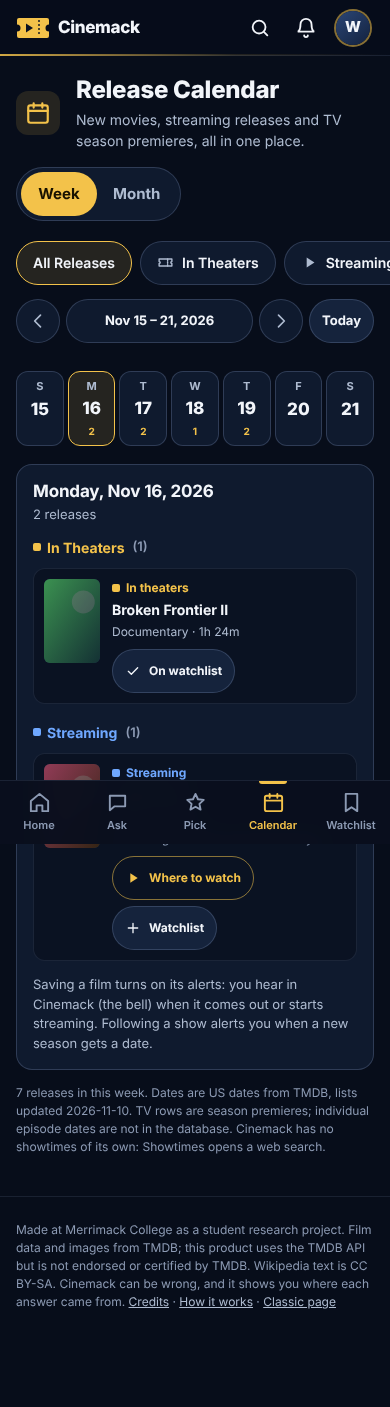 Cinemack
W
Release Calendar
New movies, streaming releases and TV
season premieres, all in one place.
Week
Month
All Releases
In Theaters
Streaming
Nov 15 – 21, 2026
Today
S
M
T
W
T
F
S
15
16
17
18
19
20
21
2
2
1
2
Monday, Nov 16, 2026
2 releases
In Theaters (1)
In theaters
Broken Frontier II
Documentary · 1h 24m
On watchlist
Streaming (1)
Streaming
Home
Ask
Pick
Calendar
Watchlist
Where to watch
Watchlist
Saving a film turns on its alerts: you hear in
Cinemack (the bell) when it comes out or starts
streaming. Following a show alerts you when a new
season gets a date.
7 releases in this week. Dates are US dates from TMDB, lists
updated 2026-11-10. TV rows are season premieres; individual
episode dates are not in the database. Cinemack has no
showtimes of its own: Showtimes opens a web search.
Made at Merrimack College as a student research project. Film
data and images from TMDB; this product uses the TMDB API
but is not endorsed or certified by TMDB. Wikipedia text is CC
BY-SA. Cinemack can be wrong, and it shows you where each
answer came from. Credits · How it works · Classic page